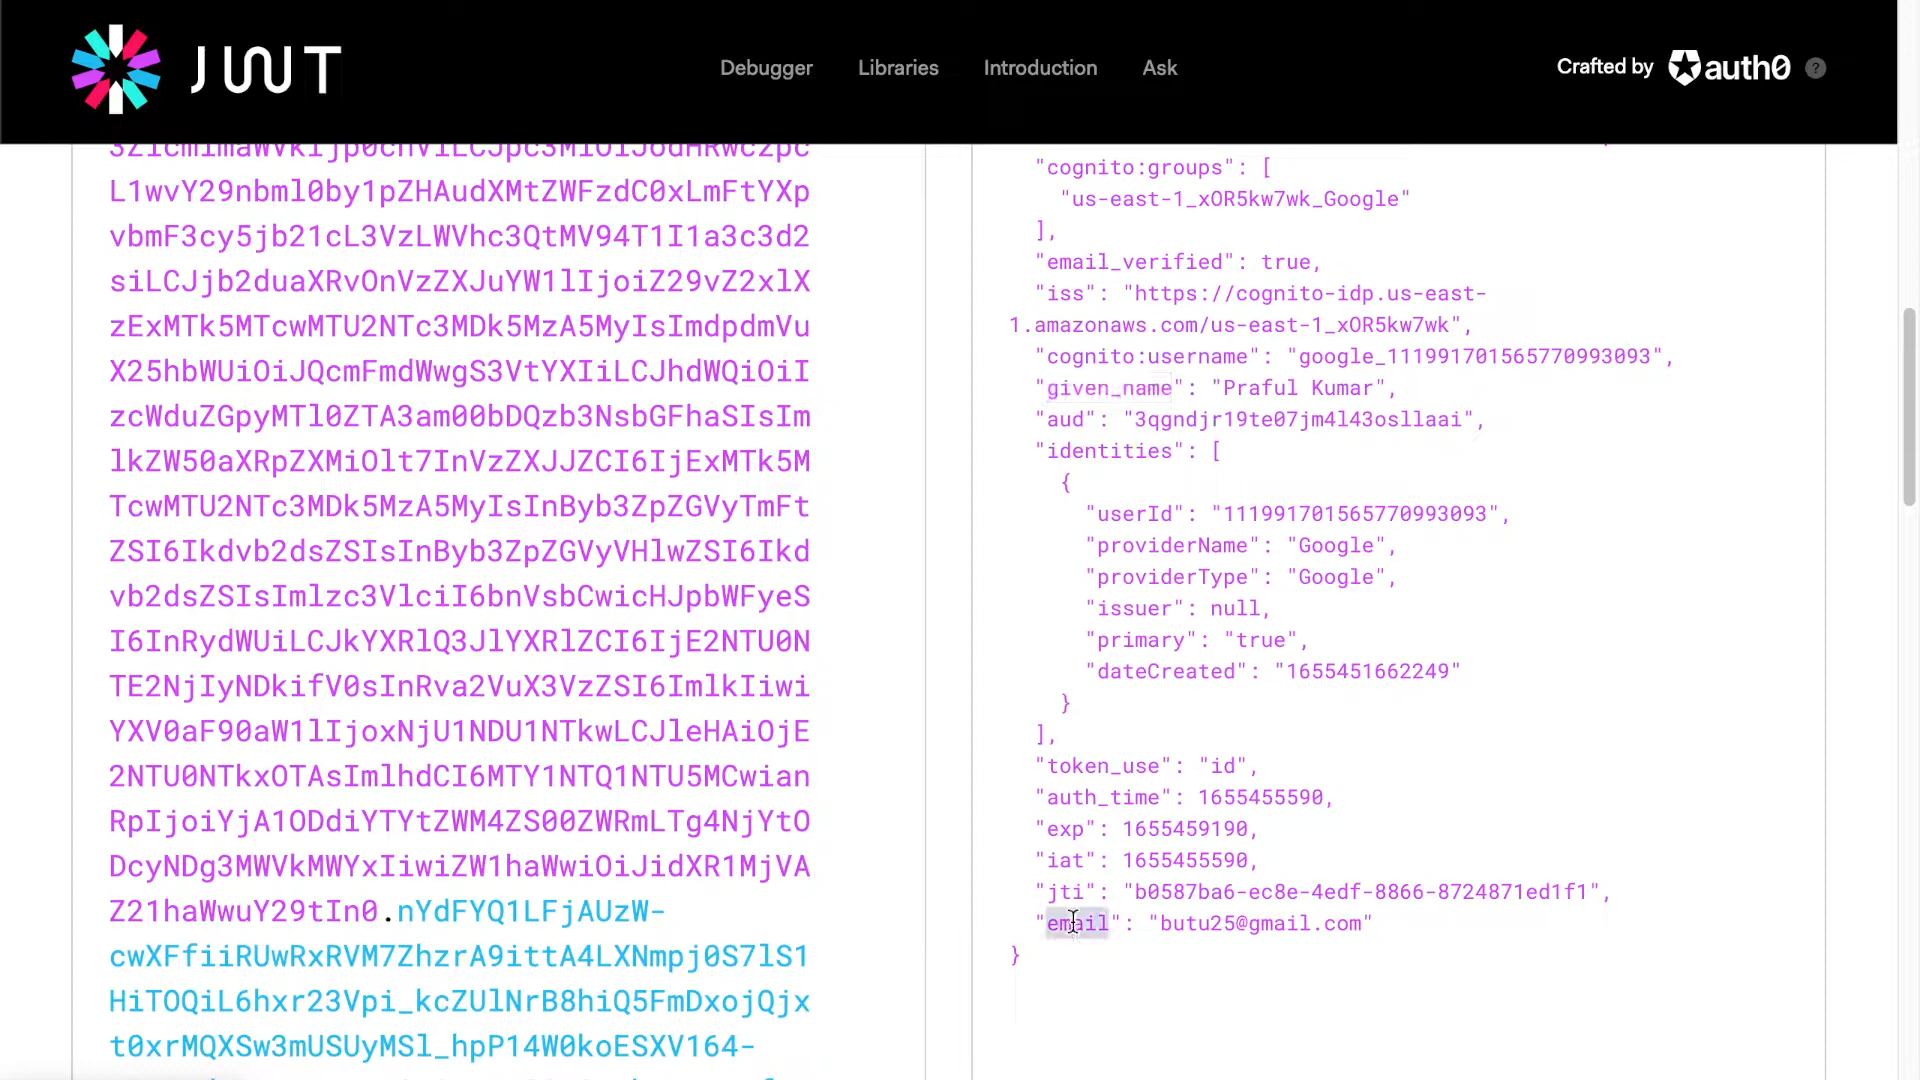 JWT
Debugger
Libraries
Introduction
Ask
Crafted by auth0 ?
L1wvY29nbml0by1pZHAudXMtZWFzdC0xLmFtYXp
vbmF3cy5jb21cL3VzLWVhc3QtMV94T1I1a3c3d2
siLCJjb2duaXRvOnVzZXJuYW1lIjoiZ29vZ2xlX
zExMTk5MTcwMTU2NTc3MDk5MzA5MyIsImdpdmVu
X25hbWUiOiJQcmFmdWwgS3VtYXIiLCJhdWQiOiI
zcWduZGpyMTl0ZTA3am00bDQzb3NsbGFhaSIsIm
lkZW50aXRpZXMiOlt7InVzZXJJZCI6IjExMTk5M
TcwMTU2NTc3MDk5MzA5MyIsInByb3ZpZGVyTmFt
ZSI6Ikdvb2dsZSIsInByb3ZpZGVyVHlwZSI6Ikd
vb2dsZSIsImlzc3VlciI6bnVsbCwicHJpbWFyeS
I6InRydWUiLCJkYXRlQ3JlYXRlZCI6IjE2NTU0N
TE2NjIyNDkifV0sInRva2VuX3VzZSI6ImlkIiwi
YXV0aF90aW1lIjoxNjU1NDU1NTkwLCJleHAiOjE
2NTU0NTkxOTAsImlhdCI6MTY1NTQ1NTU5MCwian
RpIjoiYjA1ODdiYTYtZWM4ZS00ZWRmLTg4NjYtO
DcyNDg3MWVkMWYxIiwiZW1haWwiOiJidXR1MjVA
Z21haWwuY29tIn0.nYdFYQ1LFjAUzW-
cwXFfiiRUwRxRVM7ZhzrA9ittA4LXNmpj0S7lS1
HiTOQiL6hxr23Vpi_kcZUlNrB8hiQ5FmDxojQjx
t0xrMQXSw3mUSUyMSl_hpP14W0koESXV164-
"cognito:groups": [
"us-east-1_xOR5kw7wk_Google"
],
"email_verified": true,
"iss": "https://cognito-idp.us-east-
1.amazonaws.com/us-east-1_xOR5kw7wk",
"cognito:username": "google_111991701565770993093",
"given_name": "Praful Kumar",
"aud": "3qgndjr19te07jm4l43osllaai",
"identities": [
{
"userId": "111991701565770993093",
"providerName": "Google",
"providerType": "Google",
"issuer": null,
"primary": "true",
"dateCreated": "1655451662249"
}
],
"token_use": "id",
"auth_time": 1655455590,
"exp": 1655459190,
"iat": 1655455590,
"jti": "b0587ba6-ec8e-4edf-8866-8724871ed1f1",
"email": "butu25@gmail.com"
}